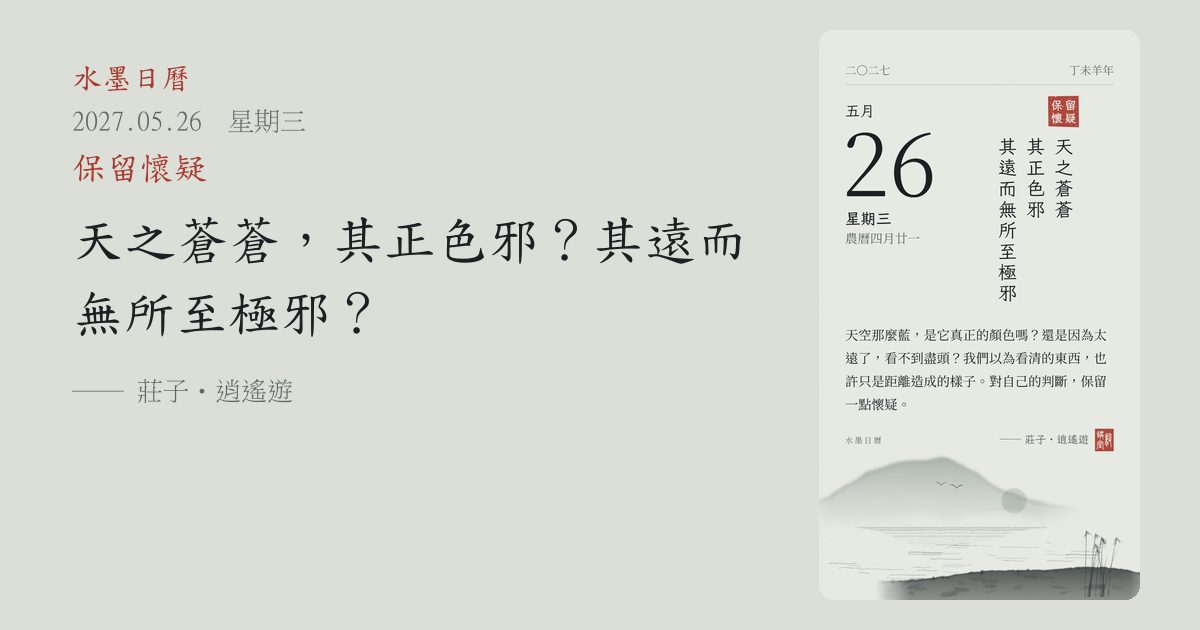 水墨日曆
2027.05.26 星期三
保留懷疑
天之蒼蒼,其正色邪?其遠而
無所至極邪?
—— 莊子・逍遙遊
二〇二七
丁未羊年
五月
26
星期三
農曆四月廿一
保留
懷疑
天之蒼蒼
其正色邪
其遠而無所至極邪
天空那麼藍,是它真正的顏色嗎?還是因為太
遠了,看不到盡頭?我們以為看清的東西,也
許只是距離造成的樣子。對自己的判斷,保留
一點懷疑。
水墨日曆
—— 莊子・逍遙遊